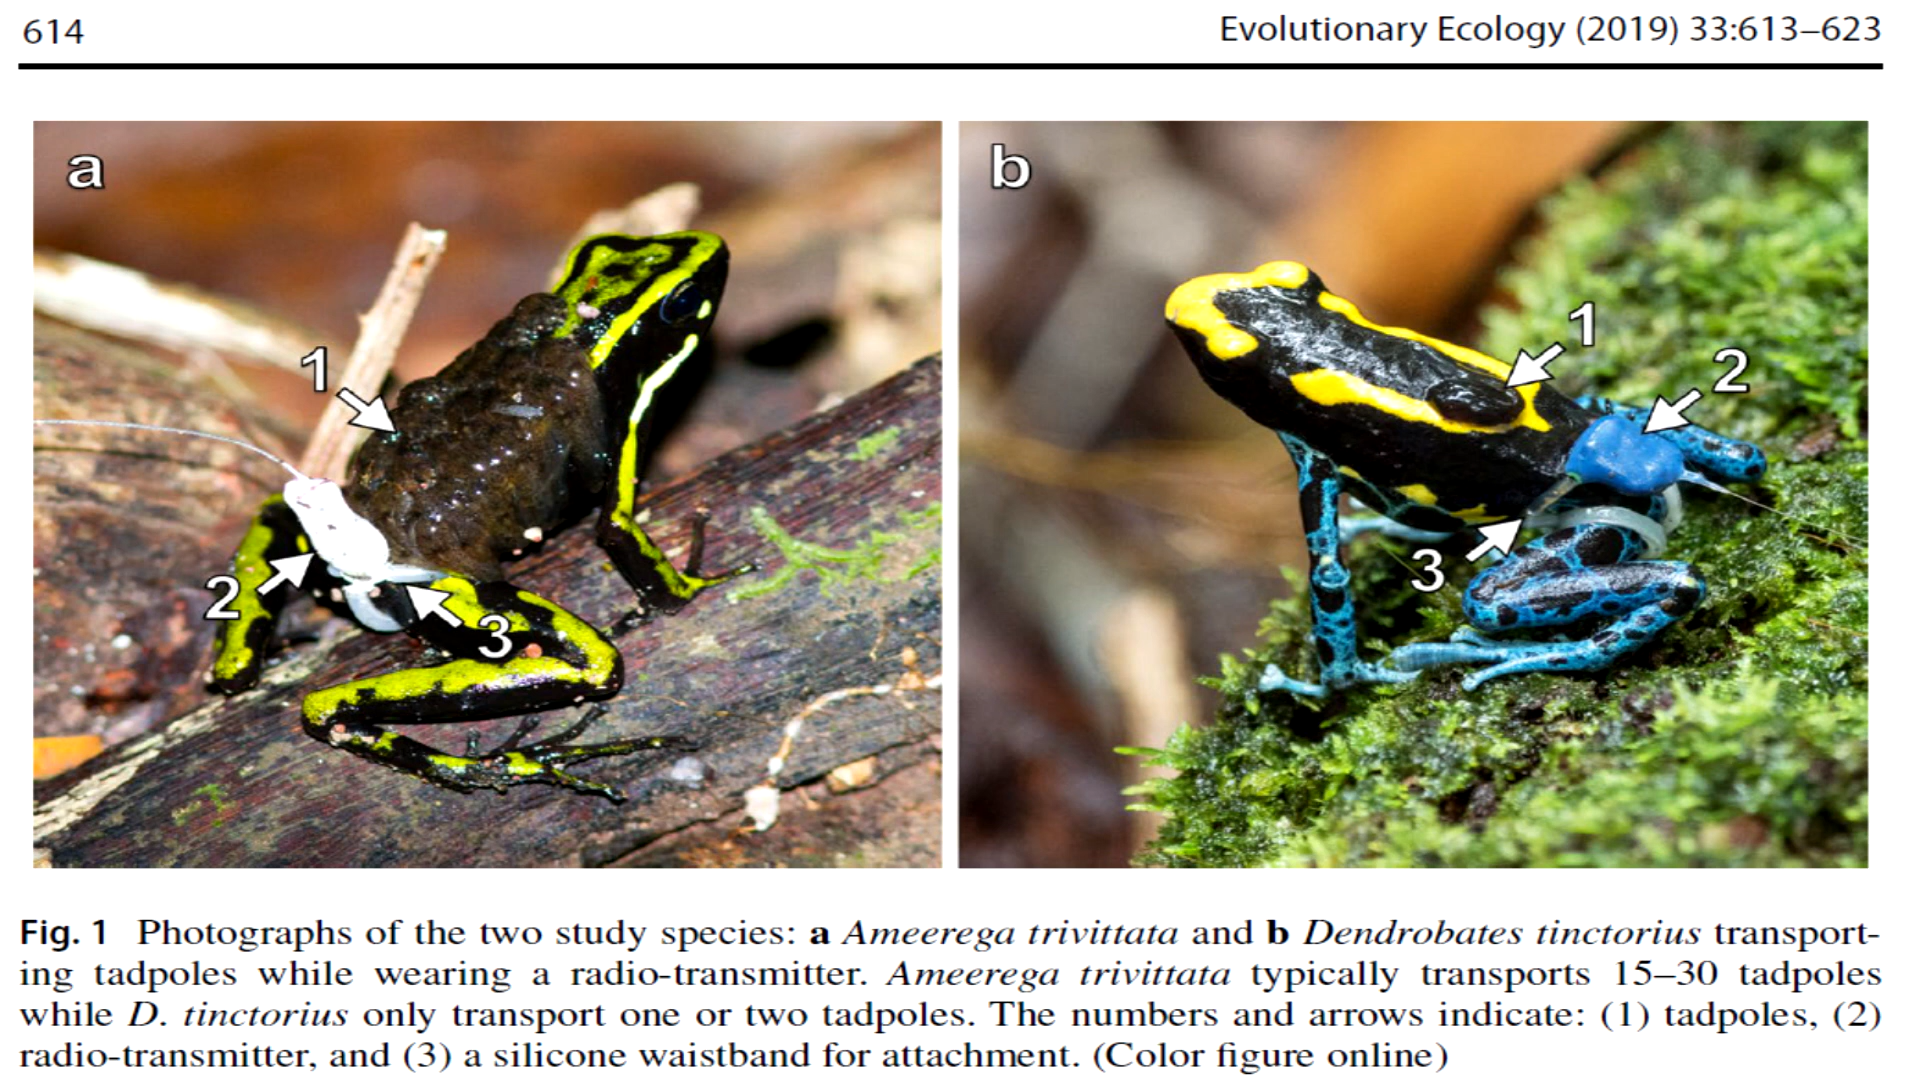 614
Evolutionary Ecology (2019) 33:613–623
a
b
1
2
3
1
2
3
Fig. 1 Photographs of the two study species: a Ameerega trivittata and b Dendrobates tinctorius transport-
ing tadpoles while wearing a radio-transmitter. Ameerega trivittata typically transports 15–30 tadpoles
while D. tinctorius only transport one or two tadpoles. The numbers and arrows indicate: (1) tadpoles, (2)
radio-transmitter, and (3) a silicone waistband for attachment. (Color figure online)